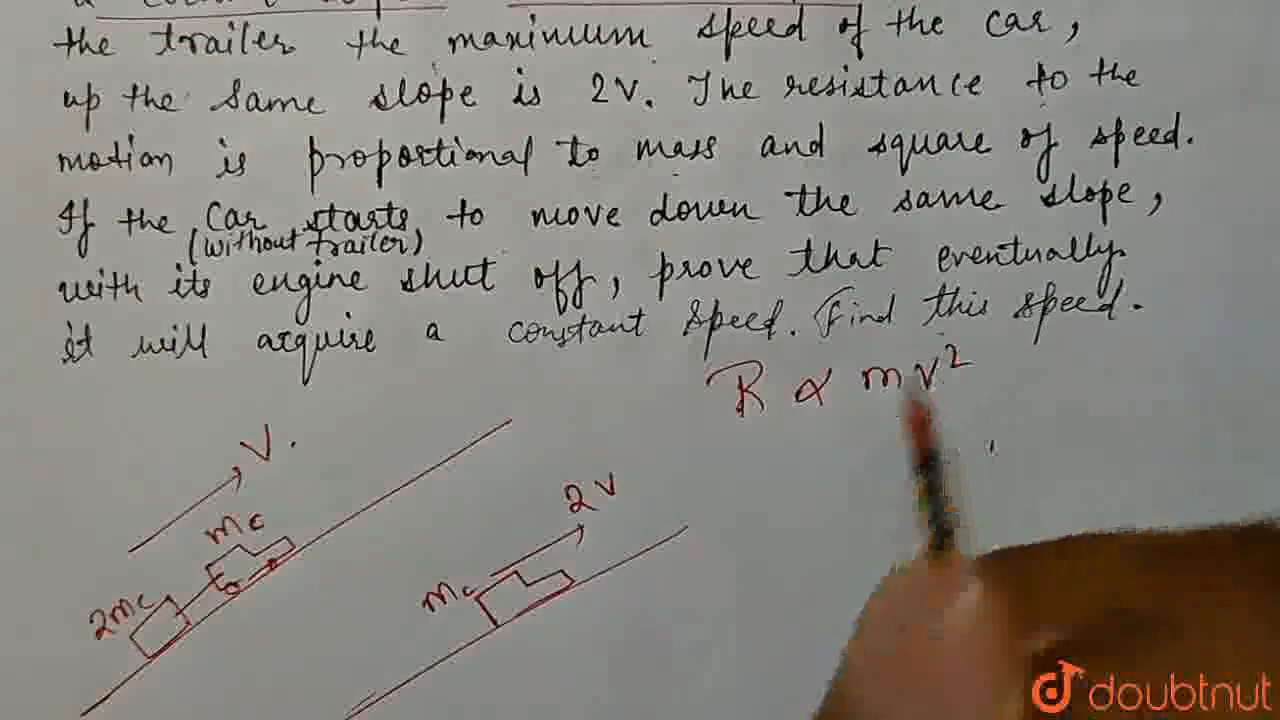 the trailer the maximum speed of the car,
up the same slope is 2V. The resistance to the
motion is proportional to mass and square of speed.
If the car starts to move down the same slope,
(without trailer)
with its engine shut off, prove that eventually
it will acquire a constant speed. Find this speed.
R ∝ mv²
V.
mc
2mc
2V
mc
doubtnut